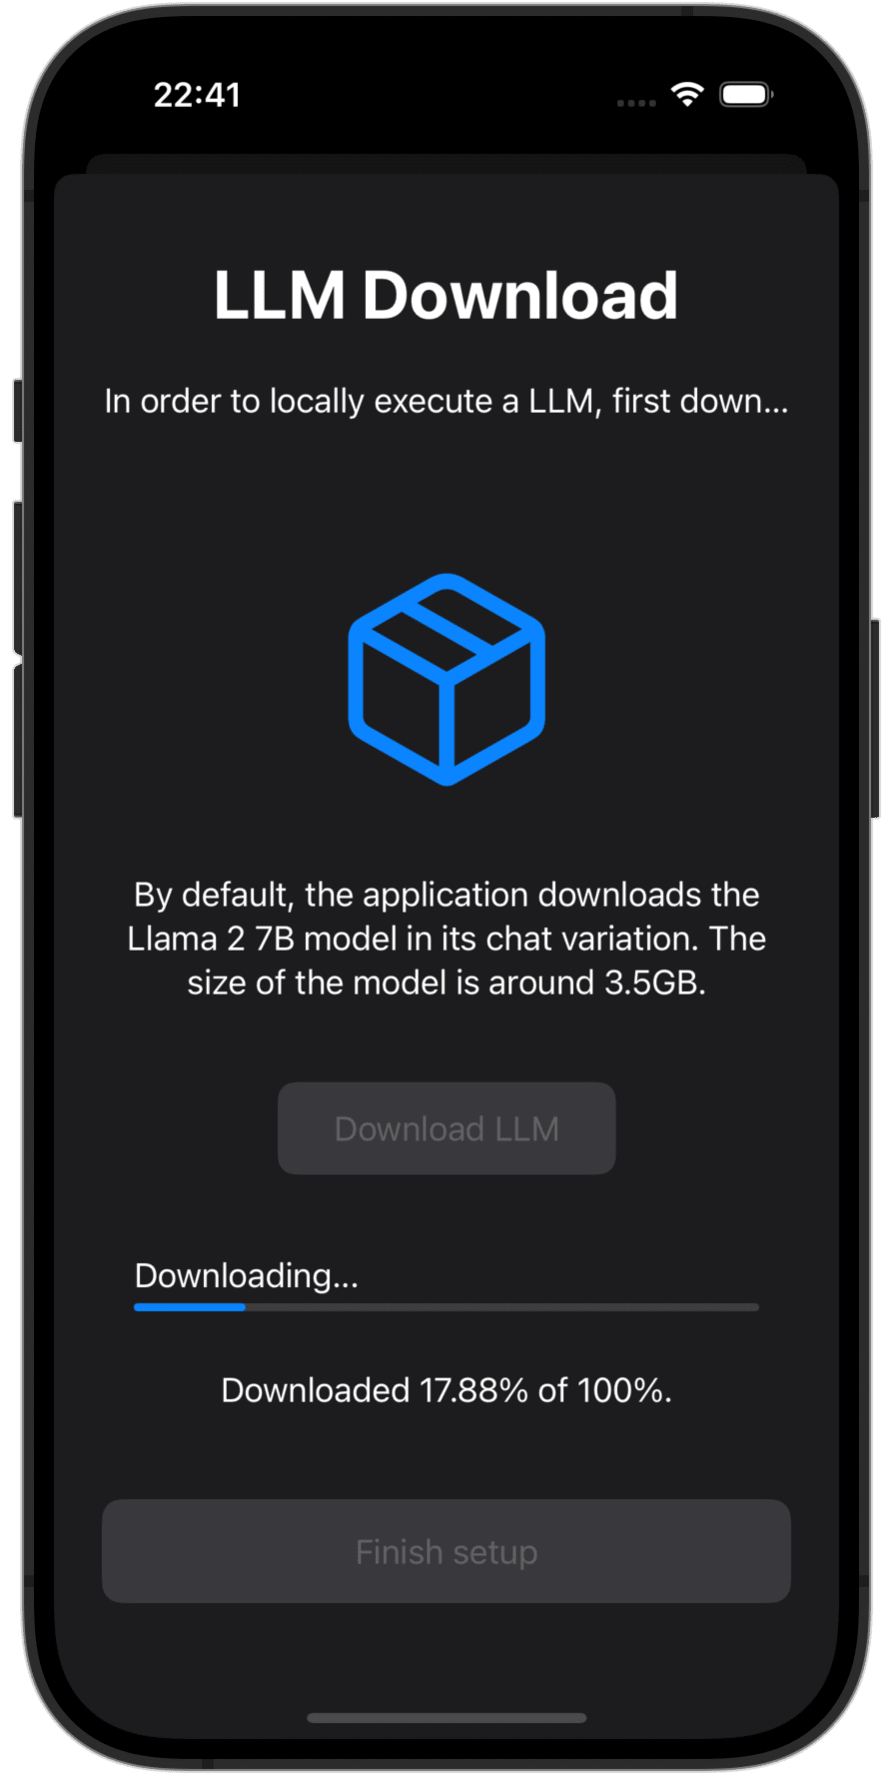 22:41
LLM Download
In order to locally execute a LLM, first down...
By default, the application downloads the
Llama 2 7B model in its chat variation. The
size of the model is around 3.5GB.
Download LLM
Downloading...
Downloaded 17.88% of 100%.
Finish setup